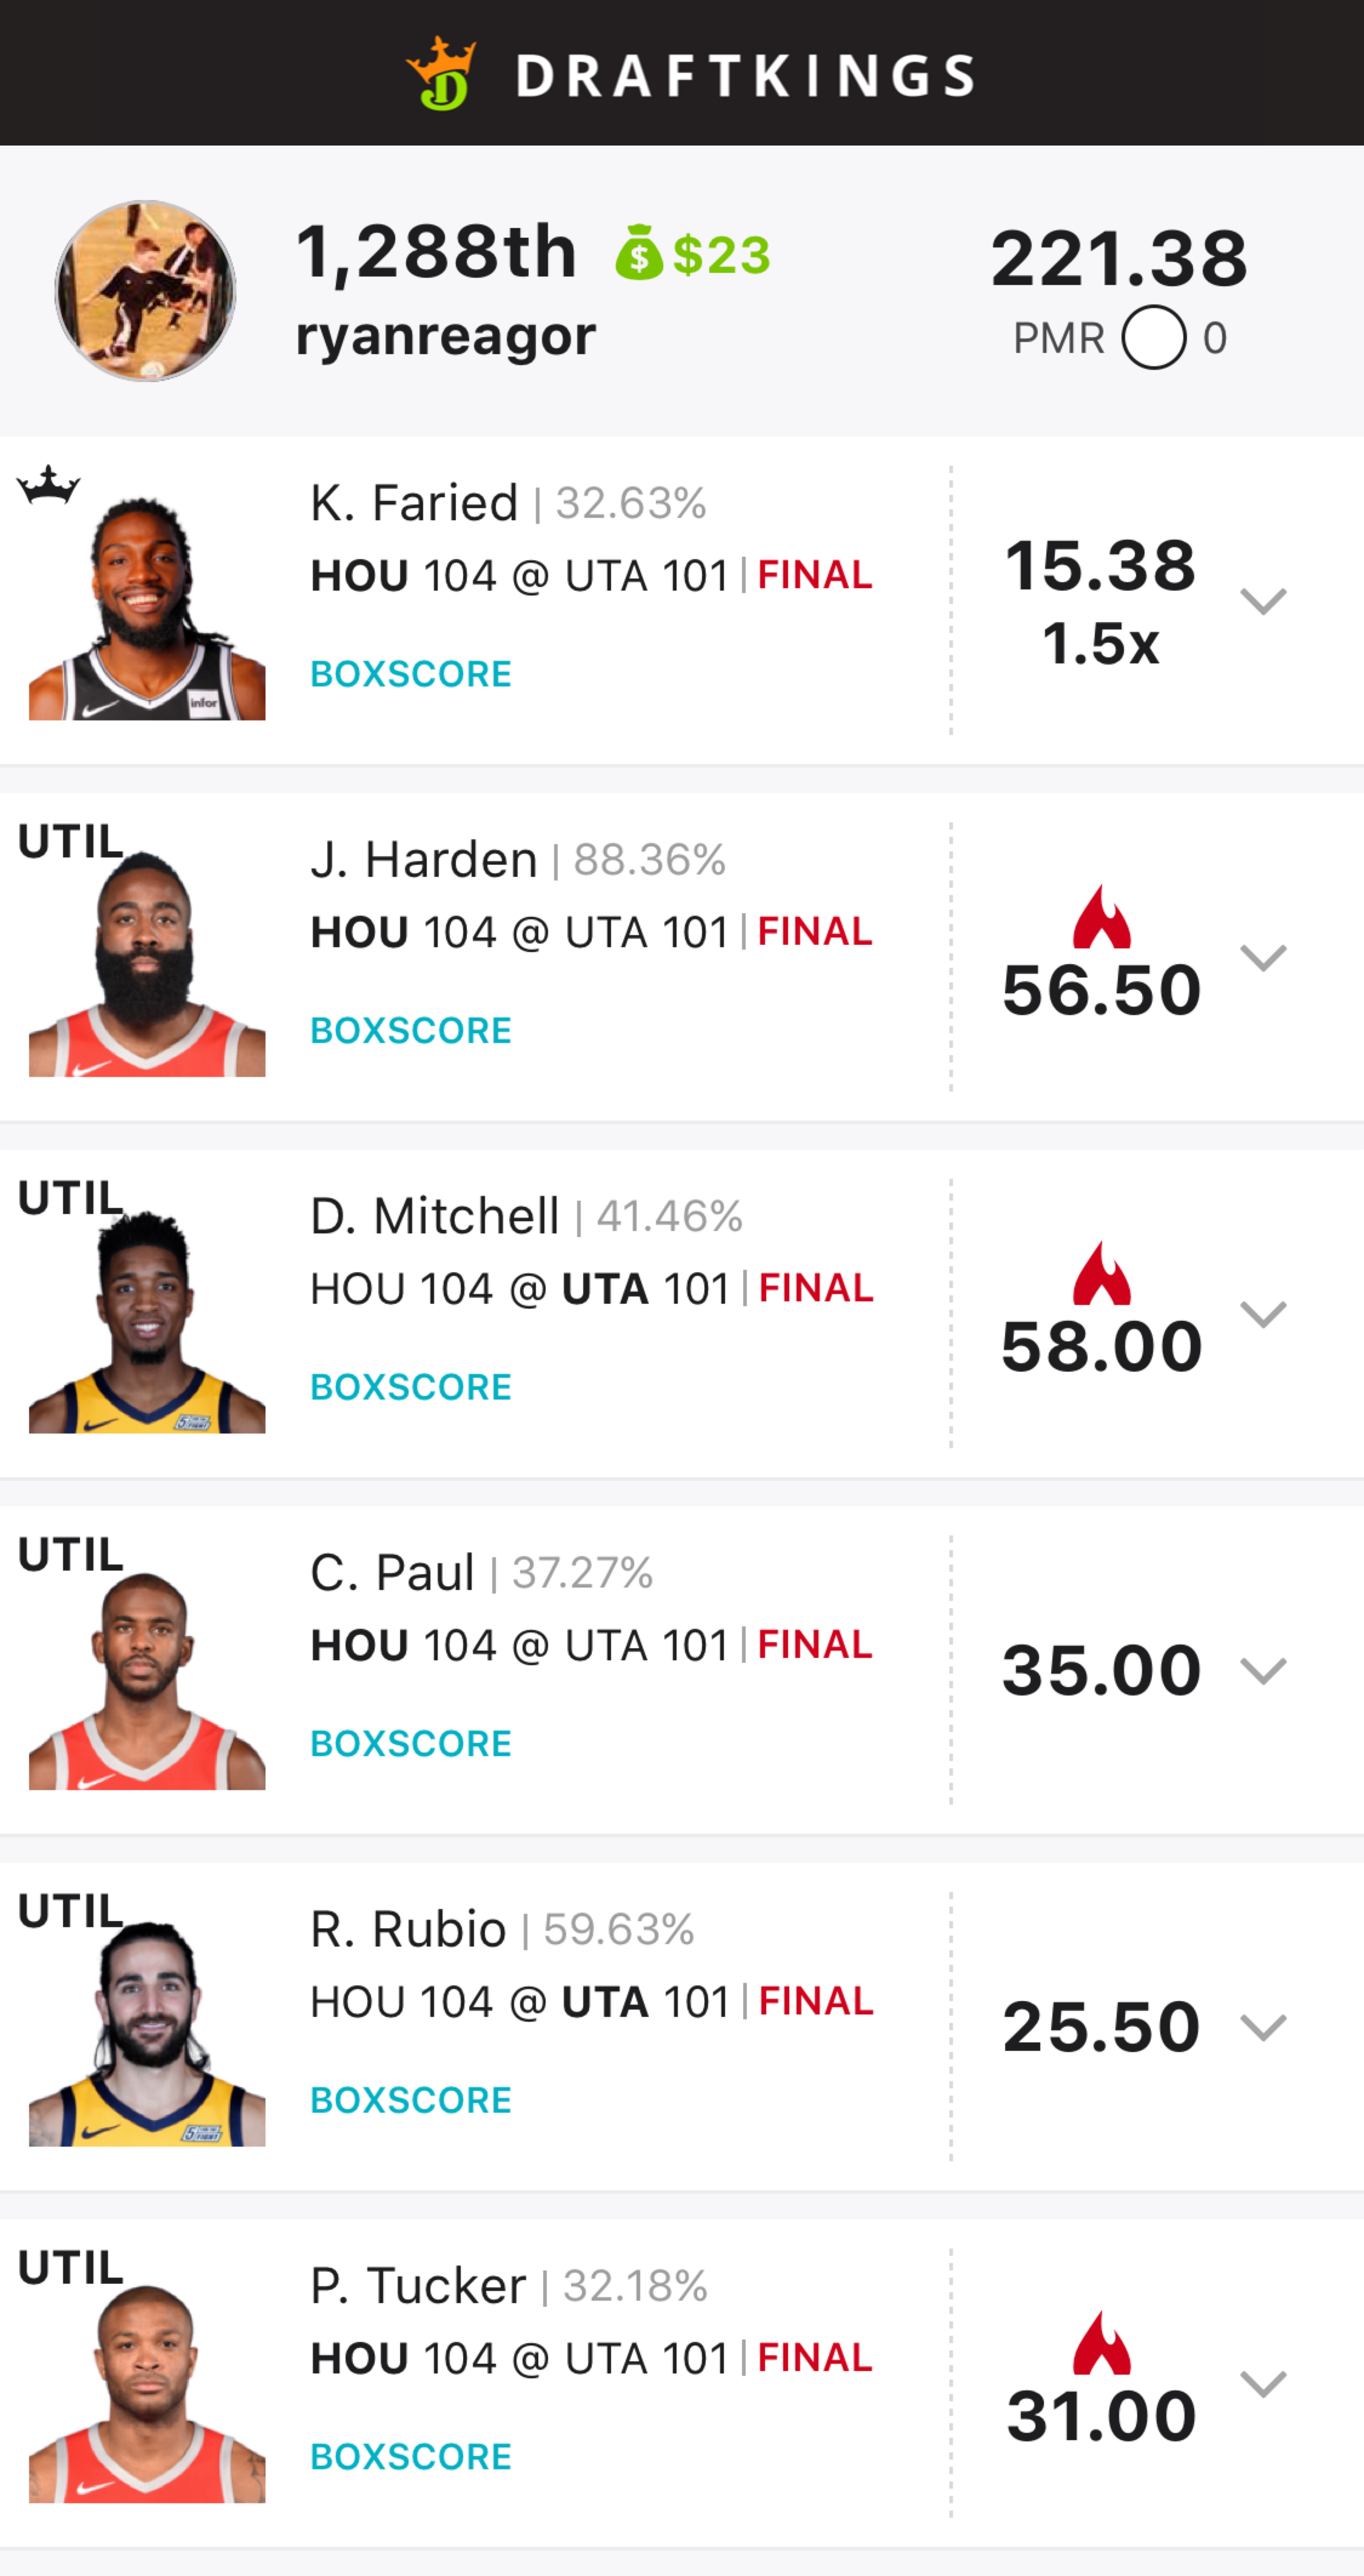 DRAFTKINGS
1,288th $23
ryanreagor
221.38
PMR 0
K. Faried | 32.63%
HOU 104 @ UTA 101 | FINAL
BOXSCORE
15.38
1.5x
infor
UTIL
J. Harden | 88.36%
HOU 104 @ UTA 101 | FINAL
BOXSCORE
56.50
UTIL
D. Mitchell | 41.46%
HOU 104 @ UTA 101 | FINAL
BOXSCORE
58.00
UTIL
C. Paul | 37.27%
HOU 104 @ UTA 101 | FINAL
BOXSCORE
35.00
UTIL
R. Rubio | 59.63%
HOU 104 @ UTA 101 | FINAL
BOXSCORE
25.50
UTIL
P. Tucker | 32.18%
HOU 104 @ UTA 101 | FINAL
BOXSCORE
31.00